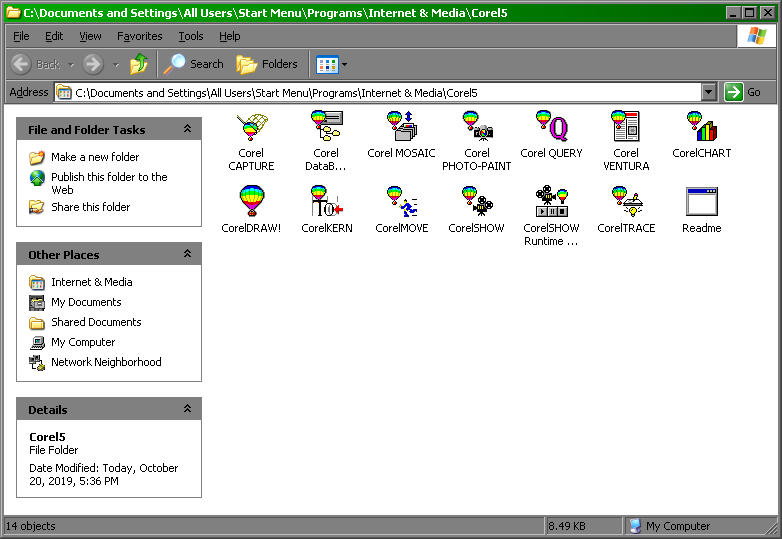 C:\Documents and Settings\All Users\Start Menu\Programs\Internet & Media\Corel5
File Edit View Favorites Tools Help
Back Search Folders
Address C:\Documents and Settings\All Users\Start Menu\Programs\Internet & Media\Corel5 Go
File and Folder Tasks
Make a new folder
Publish this folder to the
Web
Share this folder
Other Places
Internet & Media
My Documents
Shared Documents
My Computer
Network Neighborhood
Details
Corel5
File Folder
Date Modified: Today, October
20, 2019, 5:36 PM
Corel
CAPTURE
Corel
DataB...
Corel MOSAIC
Corel
PHOTO-PAINT
Corel QUERY
Corel
VENTURA
CorelCHART
CorelDRAW!
CorelKERN
CorelMOVE
CorelSHOW
CorelSHOW
Runtime ...
CorelTRACE
Readme
14 objects 8.49 KB My Computer